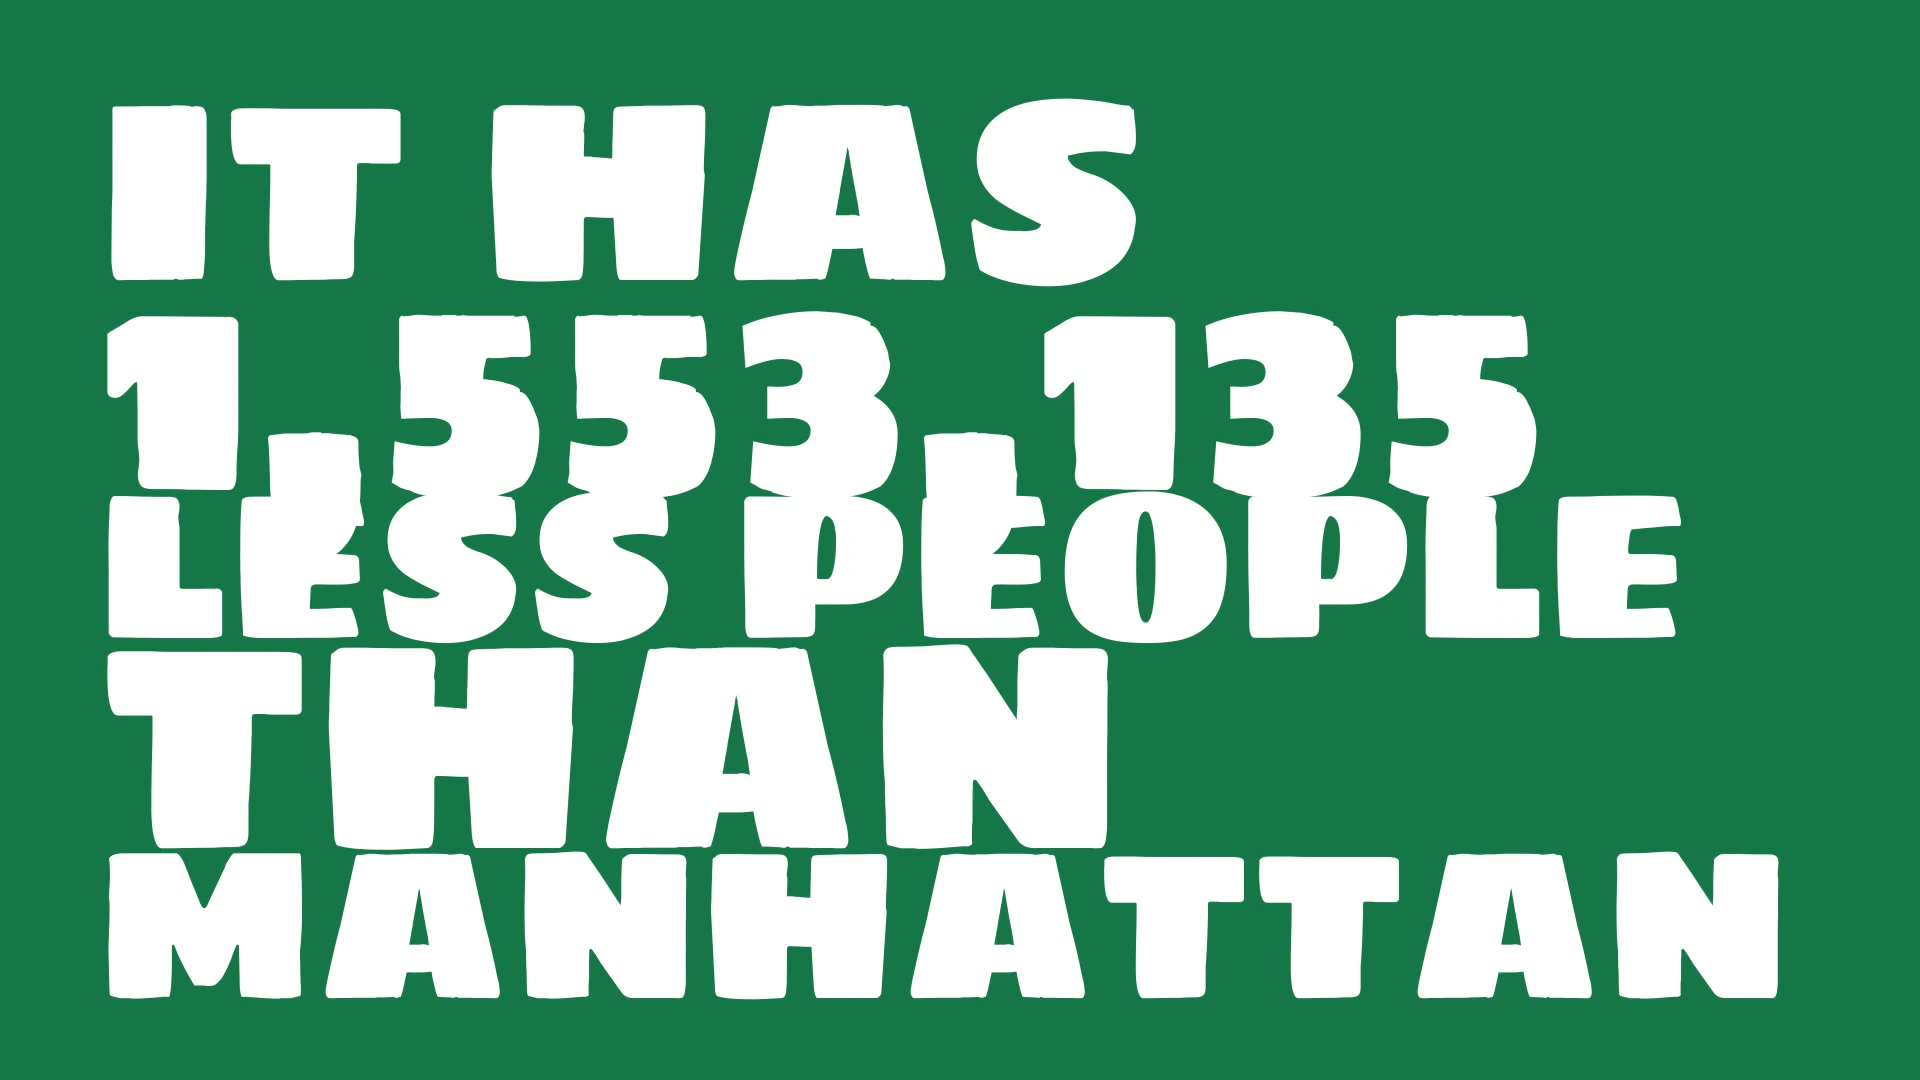 IT HAS
1,553,135
LESS PEOPLE
THAN
MANHATTAN